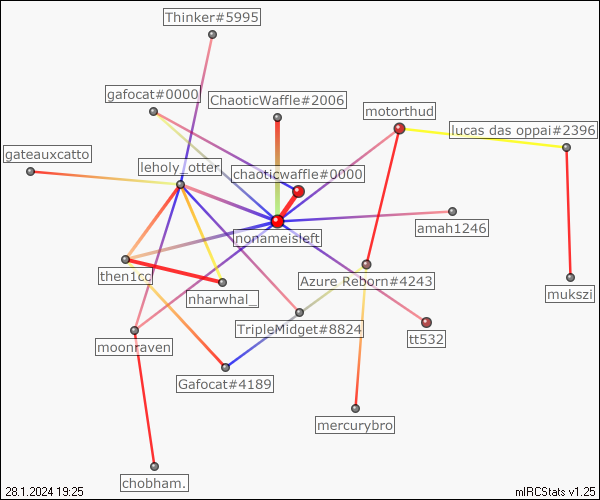 Thinker#5995
gafocat#0000
ChaoticWaffle#2006
motorthud
lucas das oppai#2396
gateauxcatto
leholy_otter
chaoticwaffle#0000
amah1246
nonameisleft
then1cc
nharwhal_
Azure Reborn#4243
mukszi
TripleMidget#8824
tt532
moonraven
Gafocat#4189
mercurybro
chobham.
28.1.2024 19:25
mIRCStats v1.25